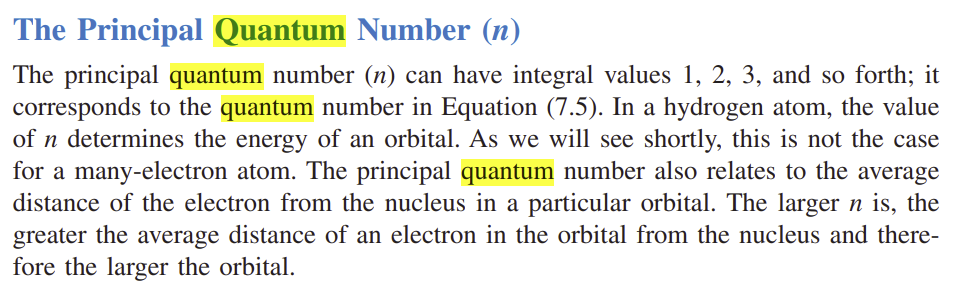 The Principal Quantum Number (n)
The principal quantum number (n) can have integral values 1, 2, 3, and so forth; it
corresponds to the quantum number in Equation (7.5). In a hydrogen atom, the value
of n determines the energy of an orbital. As we will see shortly, this is not the case
for a many-electron atom. The principal quantum number also relates to the average
distance of the electron from the nucleus in a particular orbital. The larger n is, the
greater the average distance of an electron in the orbital from the nucleus and there-
fore the larger the orbital.